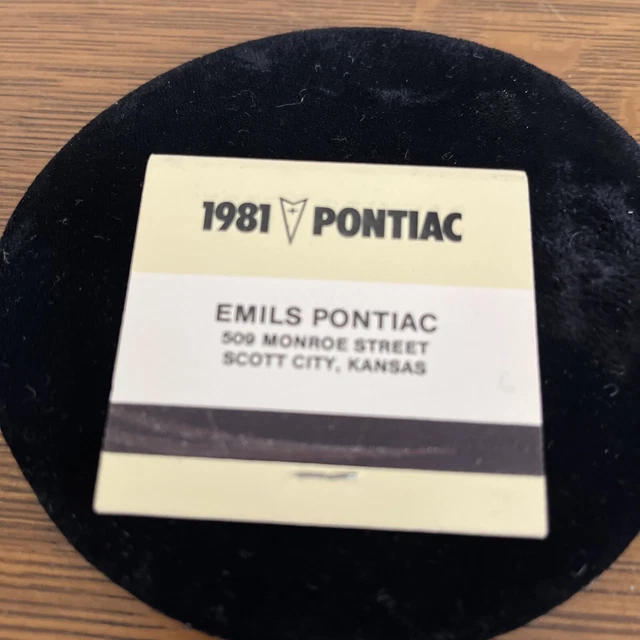 1981 PONTIAC
EMILS PONTIAC
509 MONROE STREET
SCOTT CITY, KANSAS